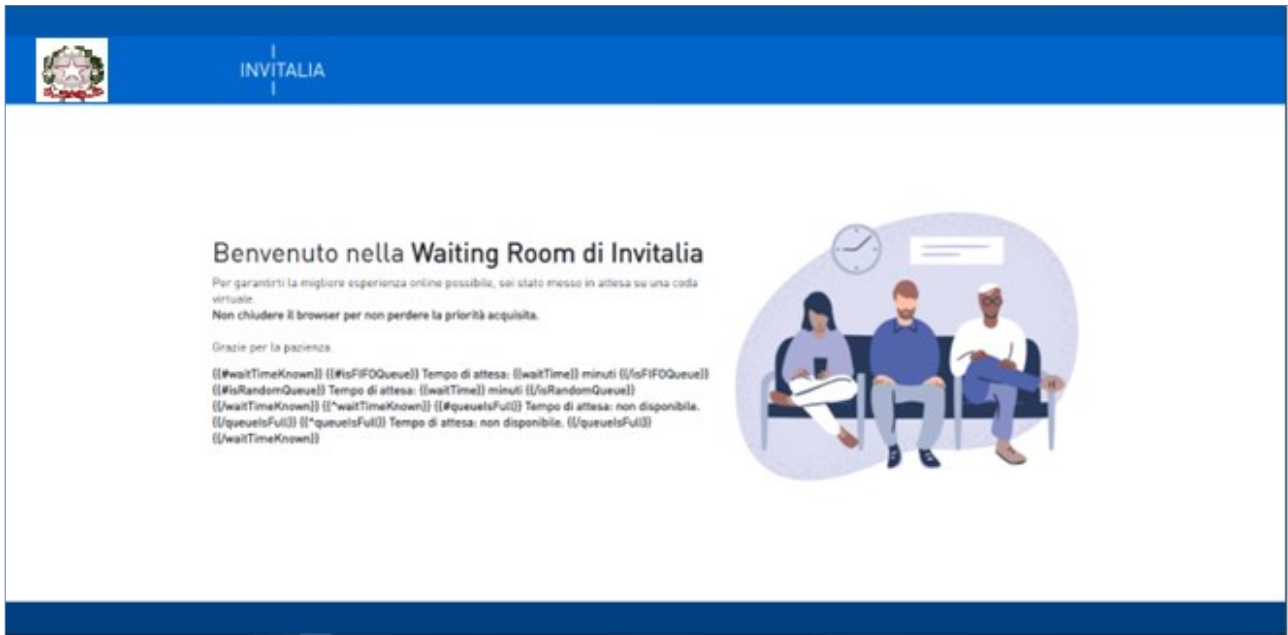 INVITALIA
Benvenuto nella Waiting Room di Invitalia
Per garantirti la migliore esperienza online possibile, sei stato messo in attesa su una coda
virtuale.
Non chiudere il browser per non perdere la priorità acquisita.
Grazie per la pazienza.
{{#waitTimeKnown}} {{#isFIFOQueue}} Tempo di attesa: {{waitTime}} minuti {{/isFIFOQueue}}
{{#isRandomQueue}} Tempo di attesa: {{waitTime}} minuti {{/isRandomQueue}}
{{/waitTimeKnown}} {{^waitTimeKnown}} {{#queueIsFull}} Tempo di attesa: non disponibile.
{{/queueIsFull}} {{^queueIsFull}} Tempo di attesa: non disponibile. {{/queueIsFull}}
{{/waitTimeKnown}}